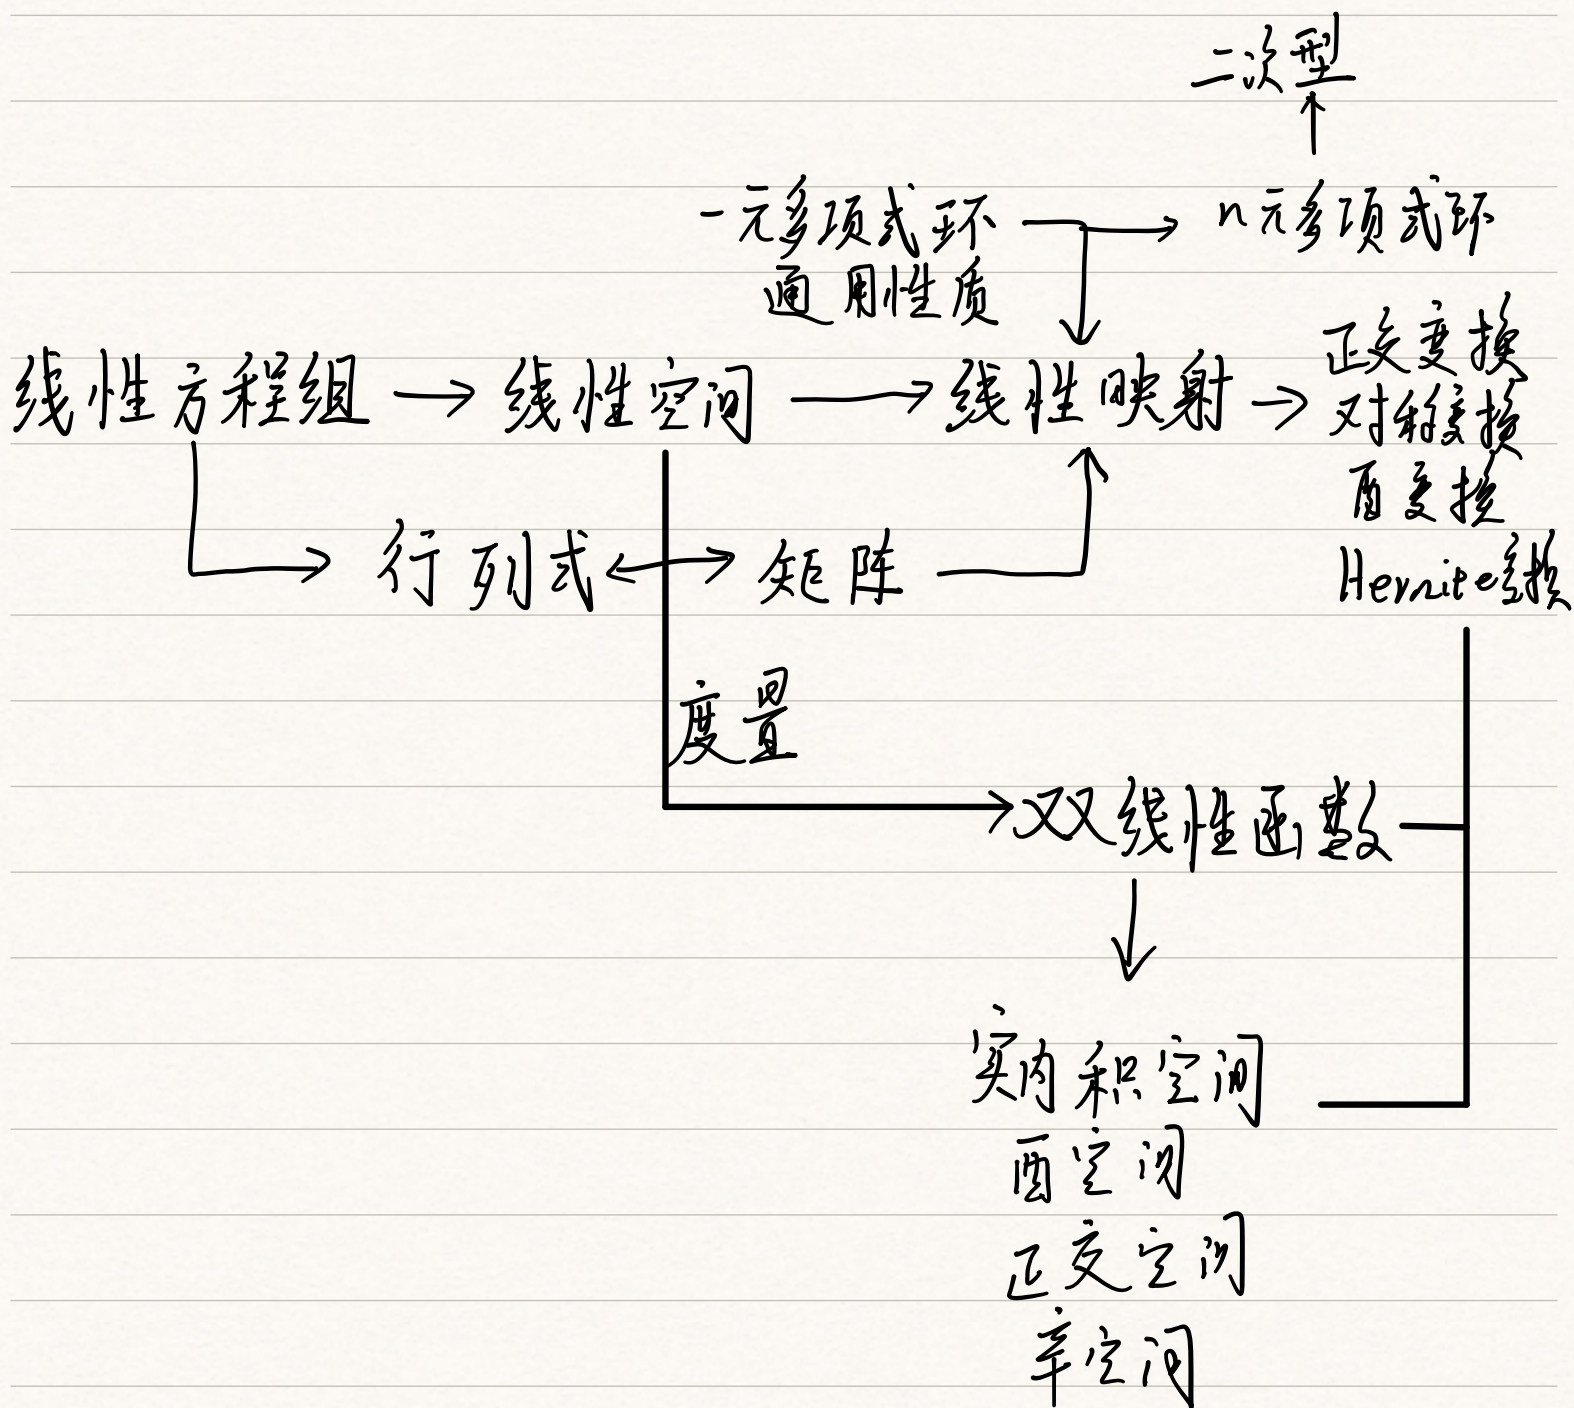 二次型
一元多项式环 n元多项式环
通用性质
正交变换
线性方程组 线性空间 线性映射
对称变换
酉变换
行列式 矩阵
Hermite变换
度量
双线性函数
实内积空间
酉空间
正交空间
辛空间